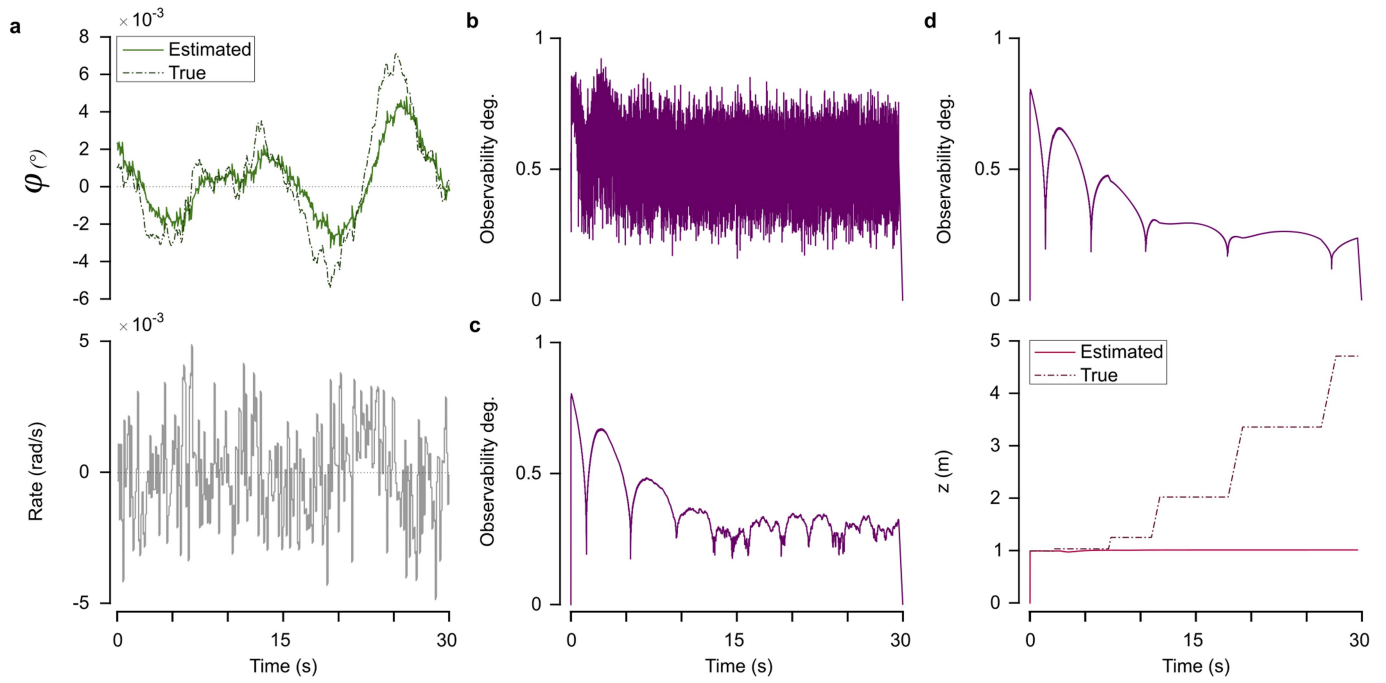 a
× 10⁻³
φ (°)
8
6
4
2
0
-2
-4
-6
Estimated
True
× 10⁻³
Rate (rad/s)
5
0
-5
0
15
30
Time (s)
b
Observability deg.
1
0.5
0
c
Observability deg.
1
0.5
0
0
15
30
Time (s)
d
Observability deg.
1
0.5
0
z (m)
5
4
3
2
1
0
Estimated
True
0
15
30
Time (s)